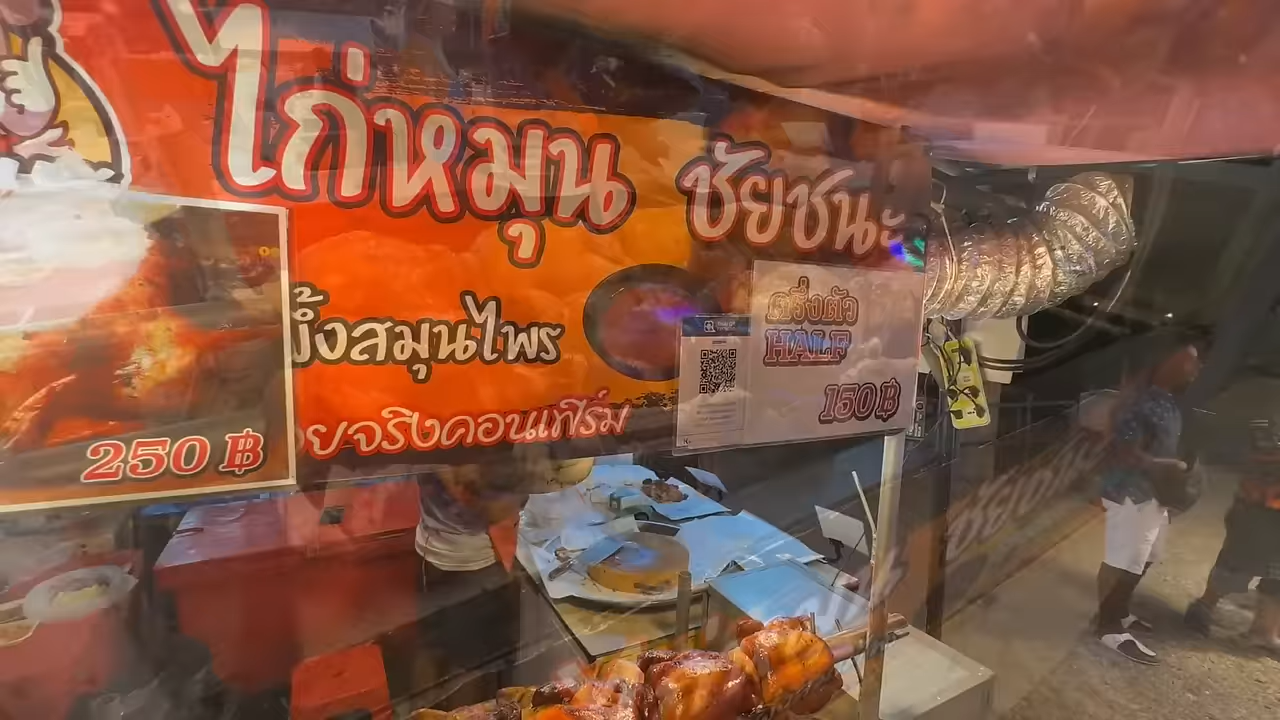 ไก่หมุน
ชัยชนะ
ผึ้งสมุนไพร
ยจริงคอนเฟิร์ม
250 ฿
ครึ่งตัว
HALF
150 ฿